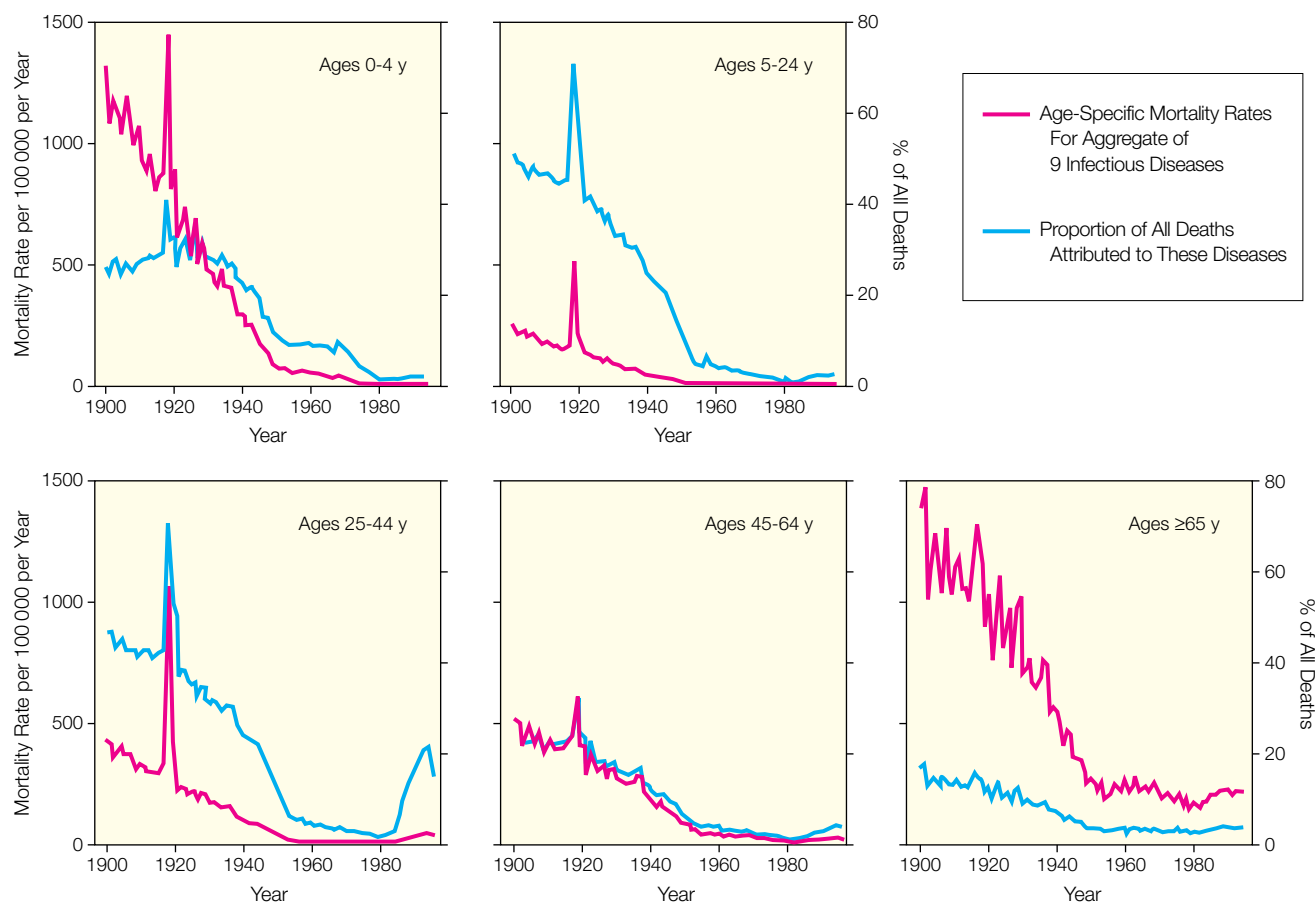 1500
1000
500
0
Mortality Rate per 100 000 per Year
Ages 0-4 y
1900 1920 1940 1960 1980
Year
Ages 5-24 y
80
60
40
20
0
% of All Deaths
1900 1920 1940 1960 1980
Year
Age-Specific Mortality Rates
For Aggregate of
9 Infectious Diseases
Proportion of All Deaths
Attributed to These Diseases
1500
1000
500
0
Mortality Rate per 100 000 per Year
Ages 25-44 y
1900 1920 1940 1960 1980
Year
Ages 45-64 y
1900 1920 1940 1960 1980
Year
Ages ≥65 y
80
60
40
20
0
% of All Deaths
1900 1920 1940 1960 1980
Year